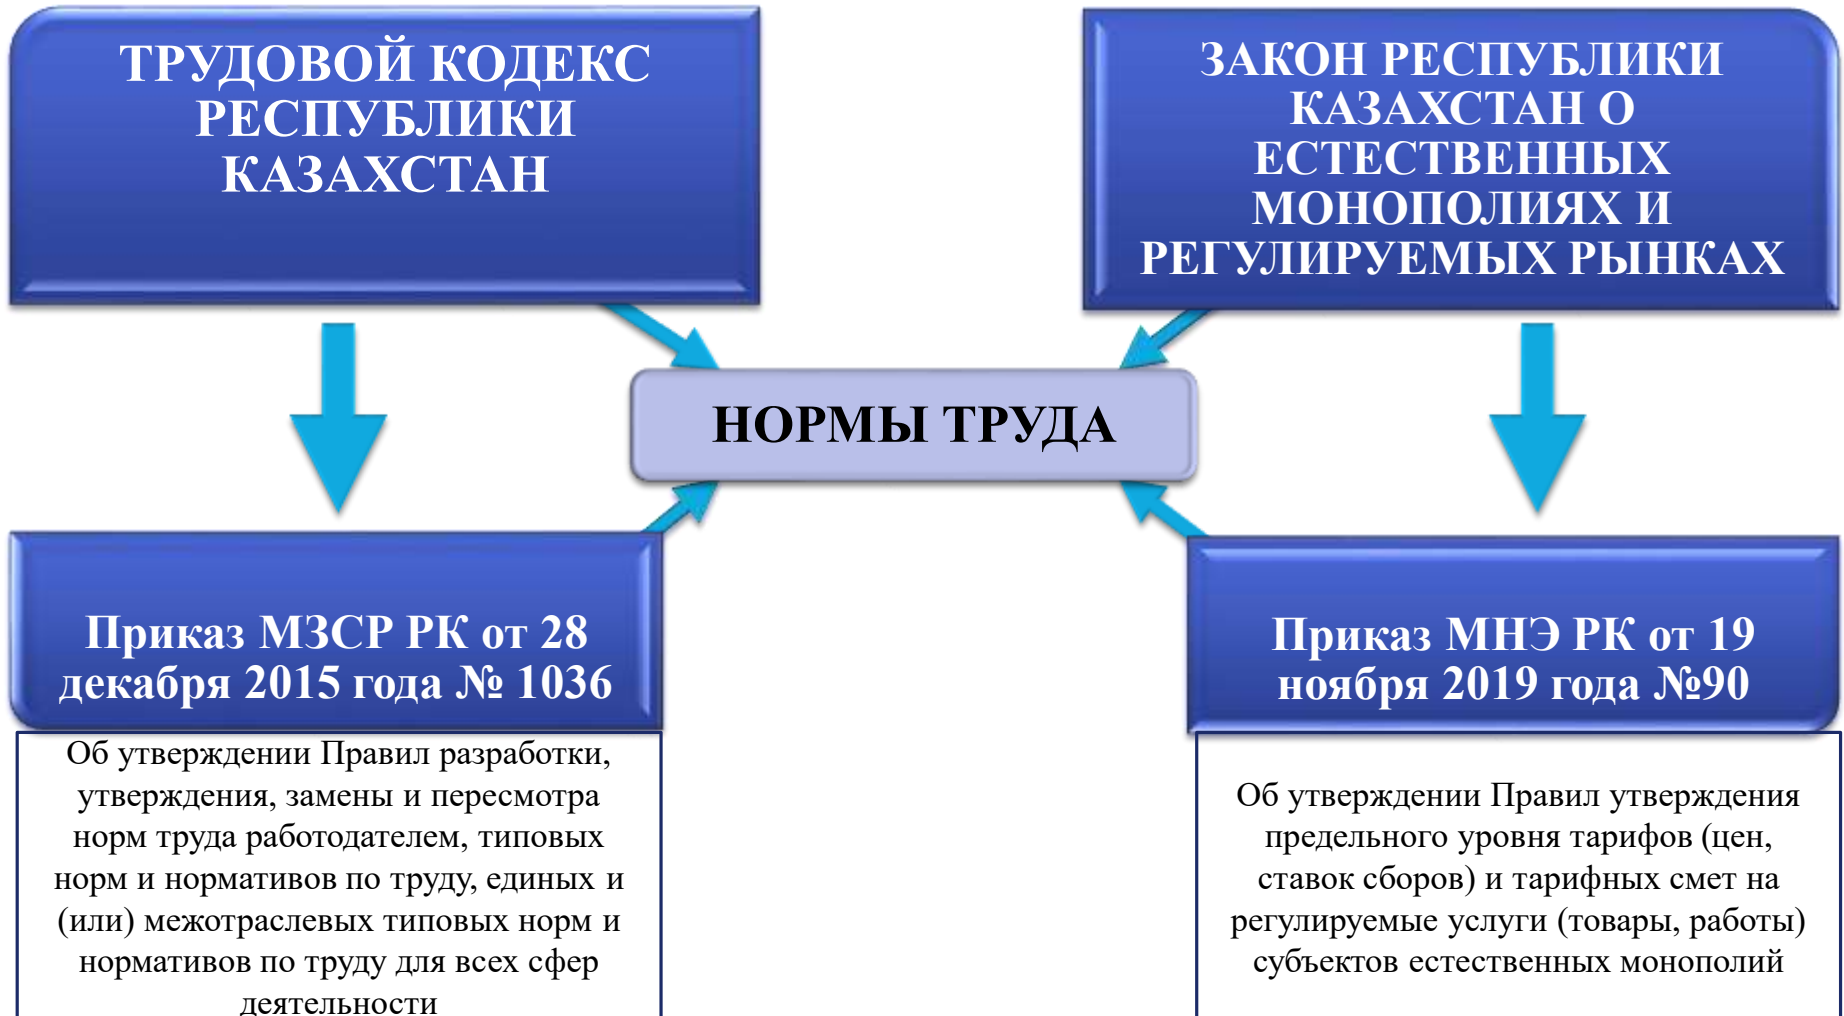 ТРУДОВОЙ КОДЕКС
РЕСПУБЛИКИ
КАЗАХСТАН
ЗАКОН РЕСПУБЛИКИ
КАЗАХСТАН О
ЕСТЕСТВЕННЫХ
МОНОПОЛИЯХ И
РЕГУЛИРУЕМЫХ РЫНКАХ
НОРМЫ ТРУДА
Приказ МЗСР РК от 28
декабря 2015 года № 1036
Об утверждении Правил разработки,
утверждения, замены и пересмотра
норм труда работодателем, типовых
норм и нормативов по труду, единых и
(или) межотраслевых типовых норм и
нормативов по труду для всех сфер
деятельности
Приказ МНЭ РК от 19
ноября 2019 года №90
Об утверждении Правил утверждения
предельного уровня тарифов (цен,
ставок сборов) и тарифных смет на
регулируемые услуги (товары, работы)
субъектов естественных монополий